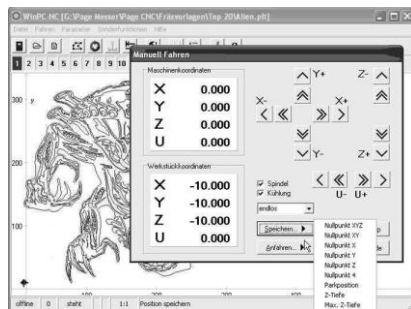 WinPC-NC [G:\Page Messer\Page CNC\Fräsvorlagen\Top 20\Alien.plt]
Datei Fahren Parameter Sonderfunktionen Hilfe
1 2 3 4 5 6 7 8 9 10
Manuell Fahren
Maschinenkoordinaten
X 0.000
Y 0.000
Z 0.000
U 0.000
Werkstückkoordinaten
X -10.000
Y -10.000
Z -10.000
U 0.000
Y+
Z-
X- X+
Y-
Z+
U- U+
Spindel
Kühlung
endlos
Speichern...
Anfahren...
Nullpunkt XYZ
Nullpunkt XY
Nullpunkt X
Nullpunkt Y
Nullpunkt Z
Nullpunkt 4
Parkposition
Z-Tiefe
Max. Z-Tiefe
300 y
200
100
0
100 200
offline 0 steht 1:1 Position speichern